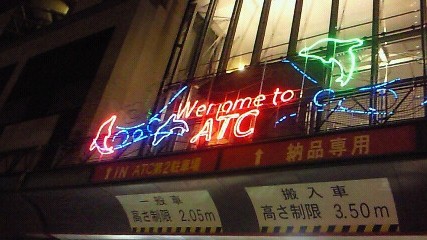 Welcome to
ATC
↑IN ATC第2駐車場
↑ 納品専用
一般車
高さ制限 2.05m
搬入車
高さ制限 3.50m